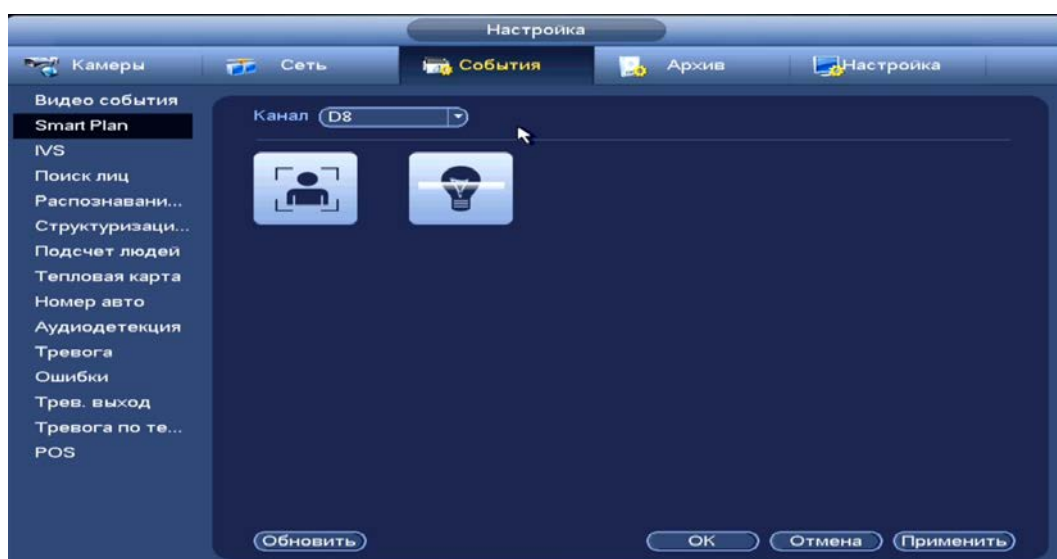 Настройка
Камеры
Сеть
События
Архив
Настройка
Видео события
Smart Plan
IVS
Поиск лиц
Распознавани...
Структуризаци...
Подсчет людей
Тепловая карта
Номер авто
Аудиодетекция
Тревога
Ошибки
Трев. выход
Тревога по те...
POS
Канал D8
Обновить
OK
Отмена
Применить